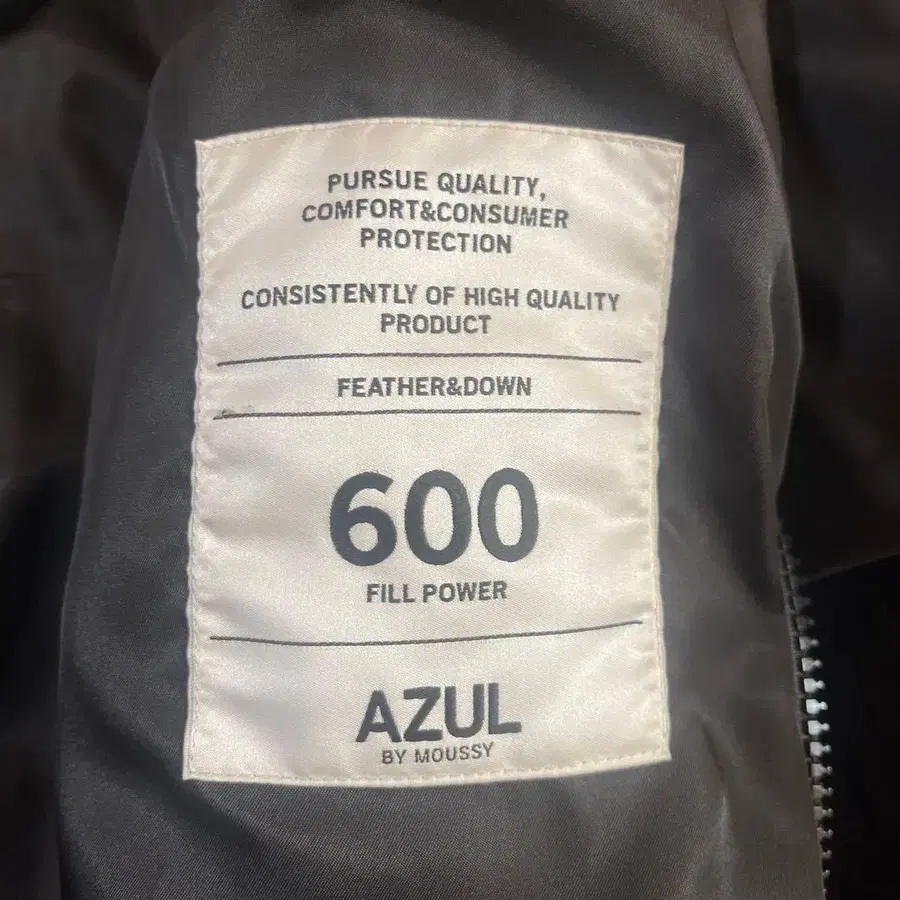 PURSUE QUALITY,
COMFORT&CONSUMER
PROTECTION
CONSISTENTLY OF HIGH QUALITY
PRODUCT
FEATHER&DOWN
600
FILL POWER
AZUL
BY MOUSSY